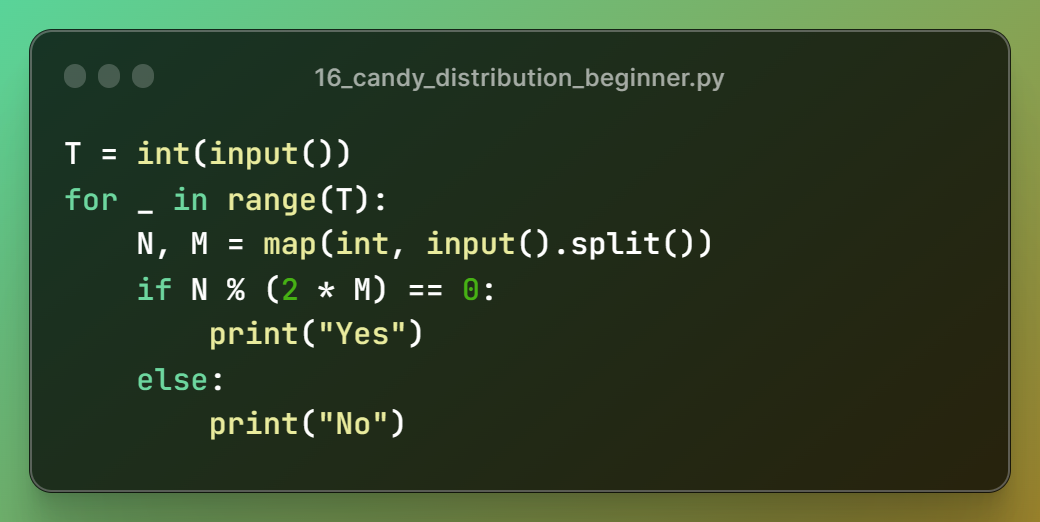 16_candy_distribution_beginner.py
T = int(input())
for _ in range(T):
    N, M = map(int, input().split())
    if N % (2 * M) == 0:
        print("Yes")
    else:
        print("No")